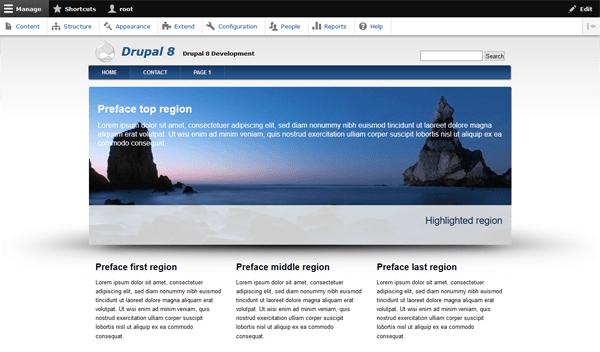 Manage Shortcuts root Edit
Content Structure Appearance Extend Configuration People Reports Help
Drupal 8 Drupal 8 Development
Search
HOME CONTACT PAGE 1
Preface top region
Lorem ipsum dolor sit amet, consectetuer adipiscing elit, sed diam nonummy nibh euismod tincidunt ut laoreet dolore magna
aliquam erat volutpat. Ut wisi enim ad minim veniam, quis nostrud exercitation ulliam corper suscipit lobortis nisl ut aliquip ex ea
commodo consequat.
Highlighted region
Preface first region
Lorem ipsum dolor sit amet, consectetuer
adipiscing elit, sed diam nonummy nibh euismod
tincidunt ut laoreet dolore magna aliquam erat
volutpat. Ut wisi enim ad minim veniam, quis
nostrud exercitation ulliam corper suscipit
lobortis nisl ut aliquip ex ea commodo
consequat.
Preface middle region
Lorem ipsum dolor sit amet, consectetuer
adipiscing elit, sed diam nonummy nibh euismod
tincidunt ut laoreet dolore magna aliquam erat
volutpat. Ut wisi enim ad minim veniam, quis
nostrud exercitation ulliam corper suscipit
lobortis nisl ut aliquip ex ea commodo
consequat.
Preface last region
Lorem ipsum dolor sit amet, consectetuer
adipiscing elit, sed diam nonummy nibh euismod
tincidunt ut laoreet dolore magna aliquam erat
volutpat. Ut wisi enim ad minim veniam, quis
nostrud exercitation ulliam corper suscipit
lobortis nisl ut aliquip ex ea commodo
consequat.